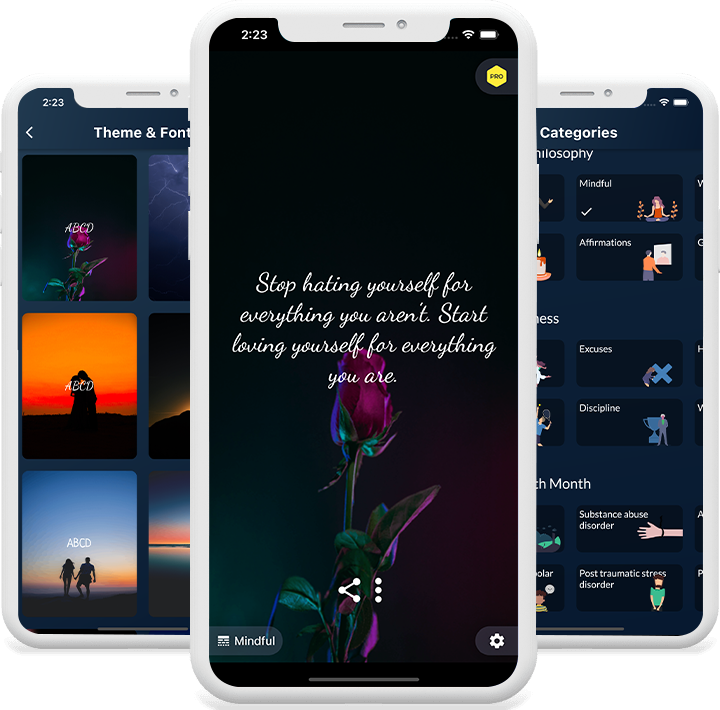 2:23
Theme & Font
ABCD
ABCD
ABCD
2:23
PRO
Stop hating yourself for
everything you aren't. Start
loving yourself for everything
you are.
Mindful
Categories
hilosophy
Mindful
Affirmations
ness
Excuses
Discipline
th Month
Substance abuse
disorder
polar
Post traumatic stress
disorder